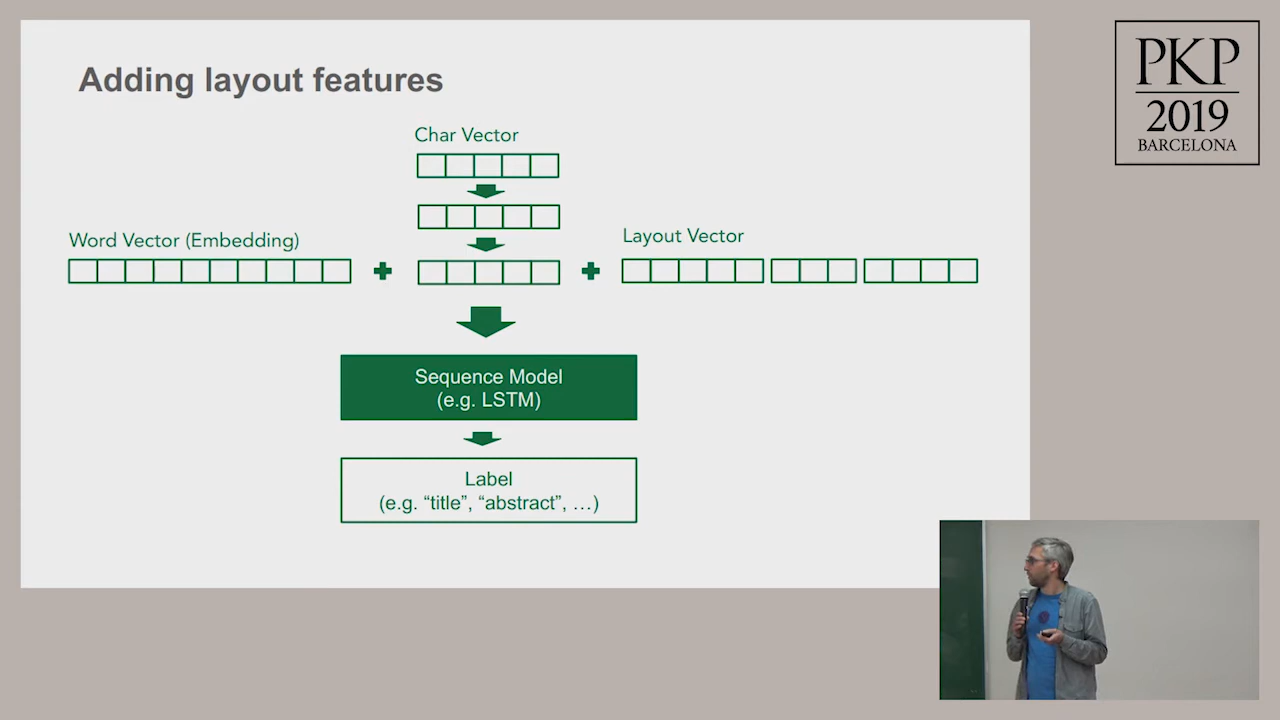 Adding layout features
Char Vector
Word Vector (Embedding)
Layout Vector
Sequence Model
(e.g. LSTM)
Label
(e.g. “title”, “abstract”, …)
PKP
2019
BARCELONA